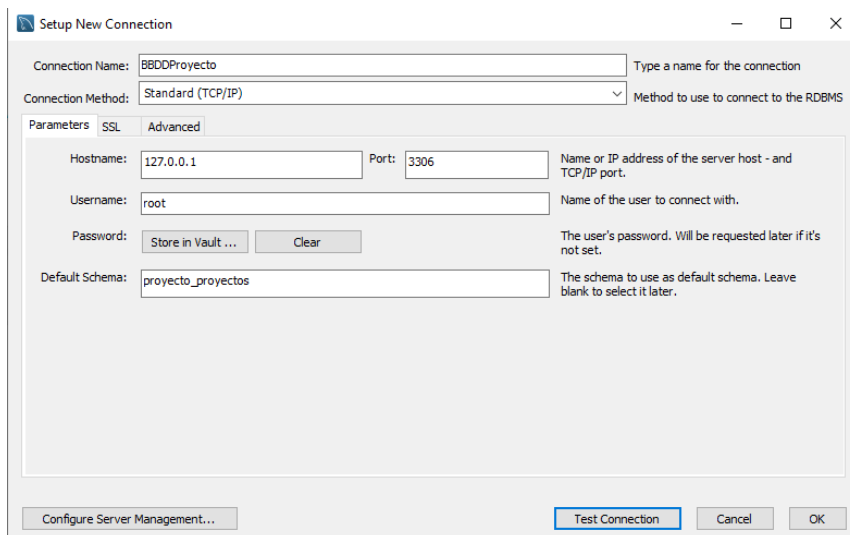 Setup New Connection
Connection Name: BBDDProyecto Type a name for the connection
Connection Method: Standard (TCP/IP) Method to use to connect to the RDBMS
Parameters SSL Advanced
Hostname: 127.0.0.1 Port: 3306 Name or IP address of the server host - and
TCP/IP port.
Username: root Name of the user to connect with.
Password: Store in Vault ... Clear The user's password. Will be requested later if it's
not set.
Default Schema: proyecto_proyectos The schema to use as default schema. Leave
blank to select it later.
Configure Server Management... Test Connection Cancel OK